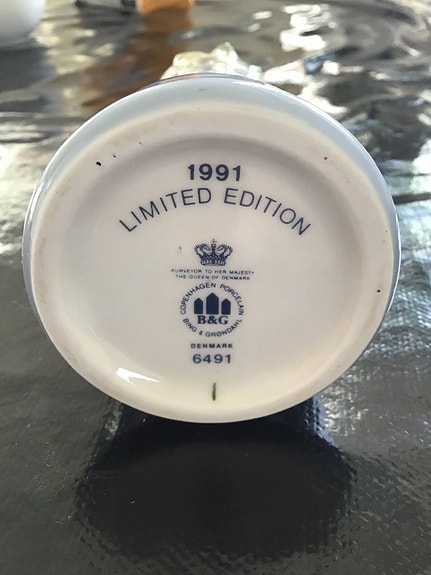 1991
LIMITED EDITION
PURVEYOR TO HER MAJESTY
THE QUEEN OF DENMARK
COPENHAGEN PORCELAIN
B&G
BING & GRØNDAHL
DENMARK
6491